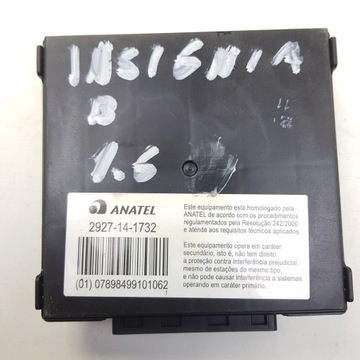 INSIGNIA
B
1.6
ANATEL
2927-14-1732
(01) 07898499101062
Este equipamento está homologado pela
ANATEL de acordo com os procedimentos
regulamentados pela Resolução 242/2000
e atende aos requisitos técnicos aplicados.
Este equipamento opera em caráter
secundário, isto é, não tem direito
a proteção contra interferência prejudicial,
mesmo de estações do mesmo tipo,
e não pode causar interferência a sistemas
operando em caráter primário.